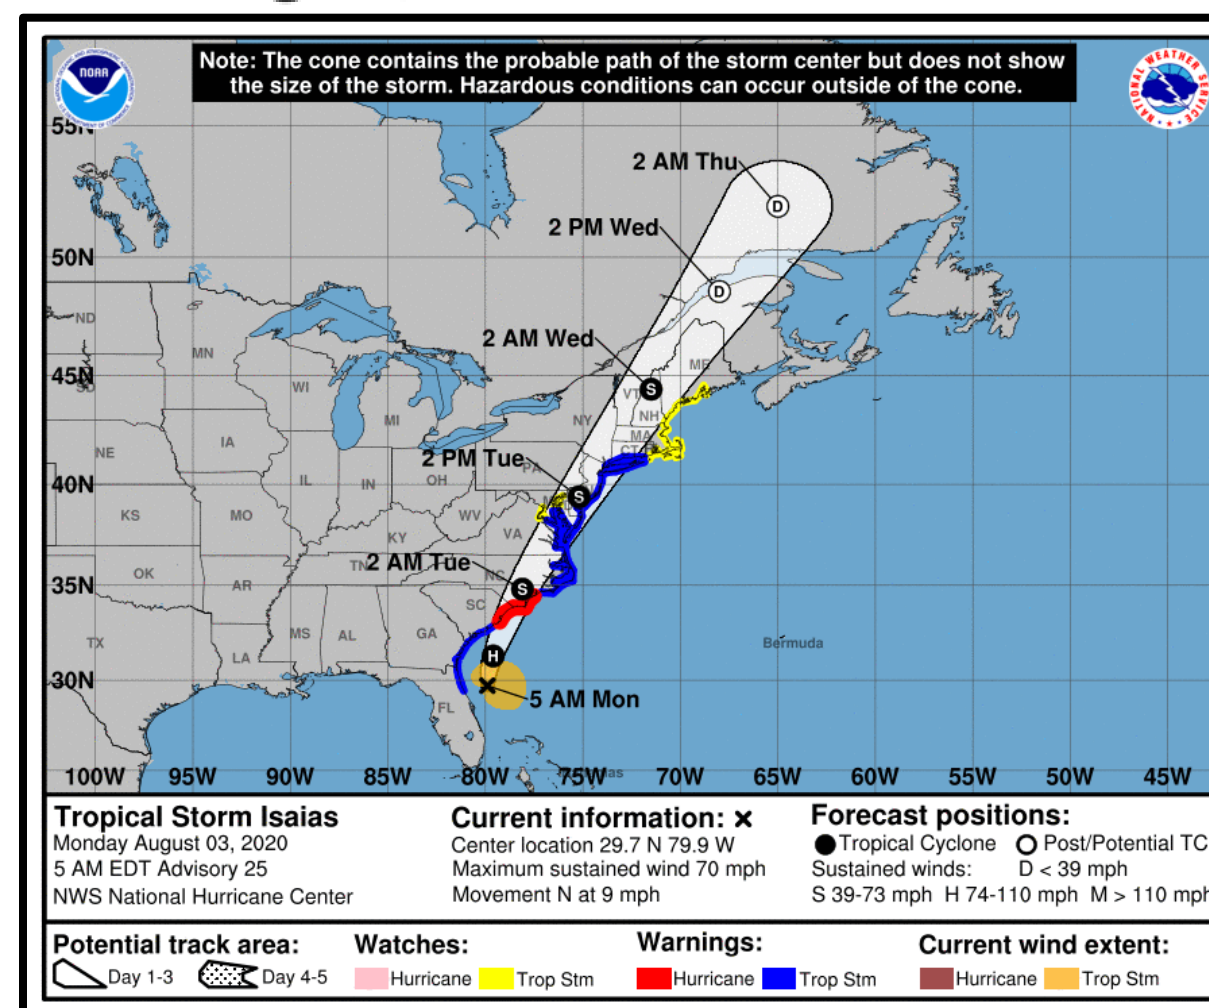 Note: The cone contains the probable path of the storm center but does not show
the size of the storm. Hazardous conditions can occur outside of the cone.
NOAA
NATIONAL WEATHER SERVICE
55N
2 AM Thu
2 PM Wed
50N
ND
2 AM Wed
MN
ME
45N
SD
WI
VT
MI
NY
NH
MA
IA
CT
NE
2 PM Tue
PA
40N
IL
IN
OH
KS
MO
WV
VA
KY
2 AM Tue
TN
OK
NC
35N
AR
SC
MS
AL
GA
TX
LA
Bermuda
30N
5 AM Mon
FL
Bahamas
100W 95W 90W 85W 80W 75W 70W 65W 60W 55W 50W 45W
D
D
S
S
S
H
Tropical Storm Isaias
Monday August 03, 2020
5 AM EDT Advisory 25
NWS National Hurricane Center
Current information: x
Center location 29.7 N 79.9 W
Maximum sustained wind 70 mph
Movement N at 9 mph
Forecast positions:
Tropical Cyclone Post/Potential TC
Sustained winds: D < 39 mph
S 39-73 mph H 74-110 mph M > 110 mph
Potential track area:
Day 1-3 Day 4-5
Watches:
Hurricane Trop Stm
Warnings:
Hurricane Trop Stm
Current wind extent:
Hurricane Trop Stm